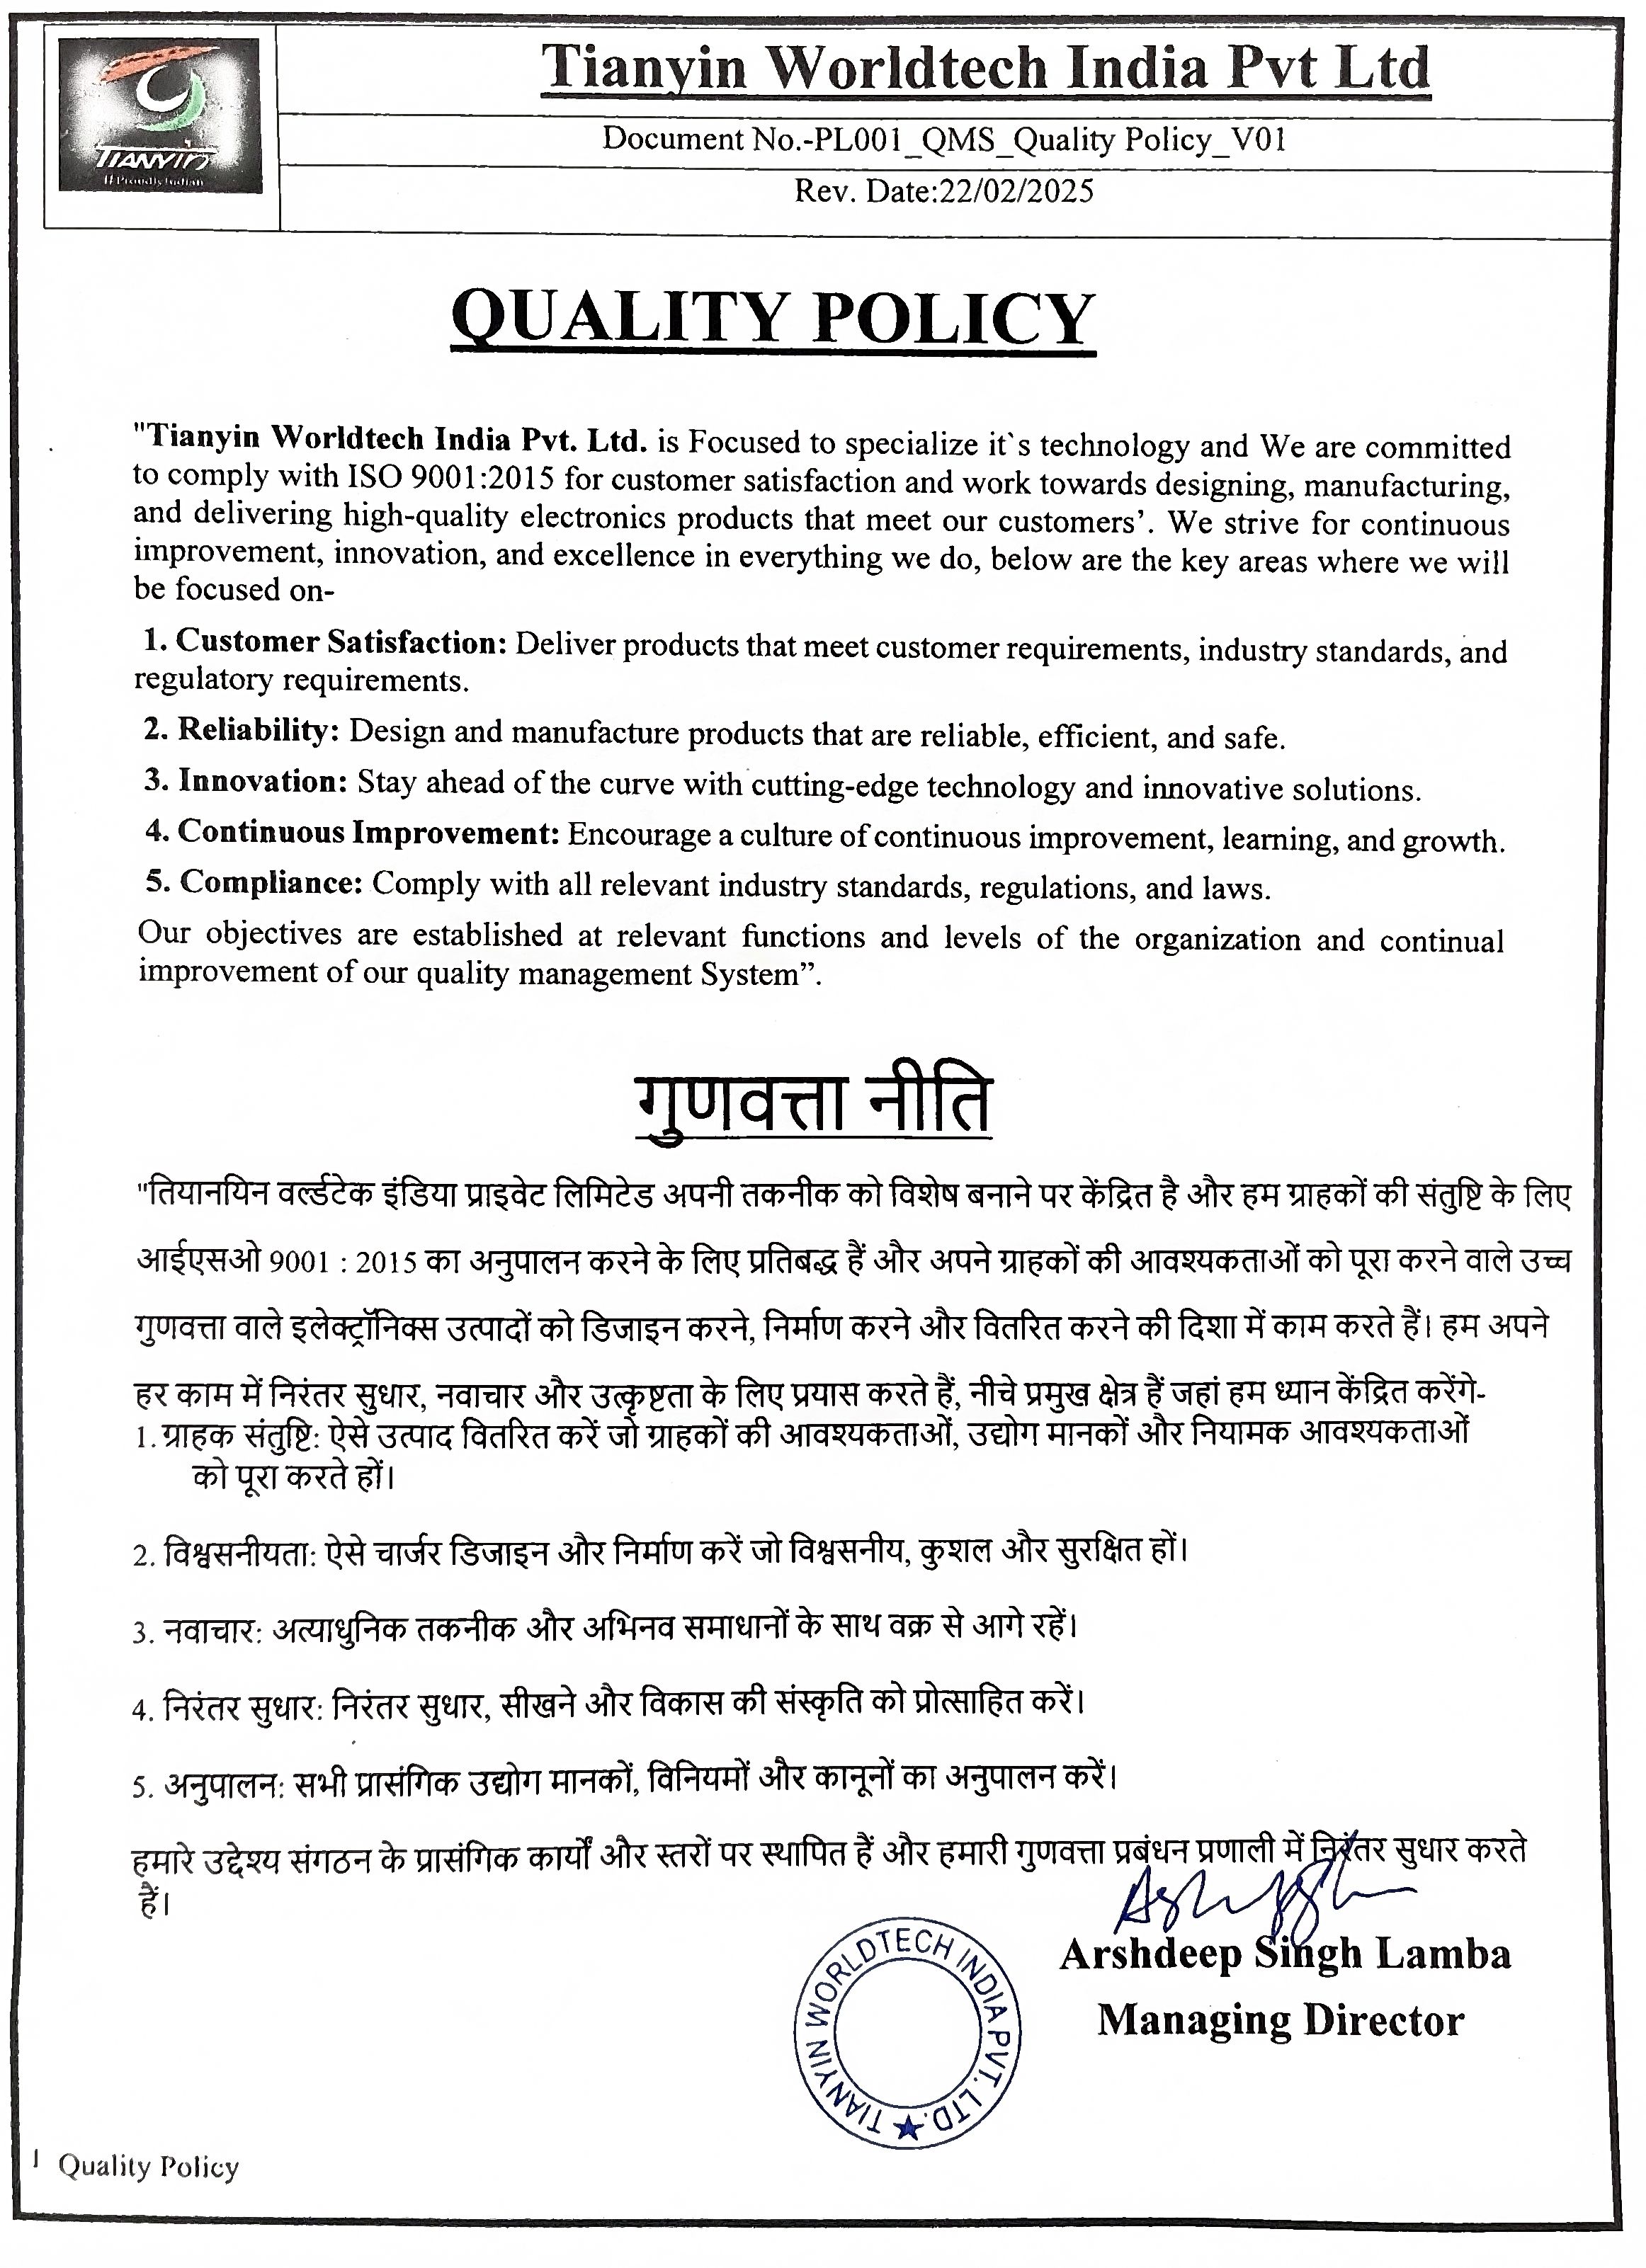 Tianyin Worldtech India Pvt Ltd
TIANYIN
# Proudly Indian
Document No.-PL001_QMS_Quality Policy_V01
Rev. Date:22/02/2025
QUALITY POLICY
"Tianyin Worldtech India Pvt. Ltd. is Focused to specialize it`s technology and We are committed
to comply with ISO 9001:2015 for customer satisfaction and work towards designing, manufacturing,
and delivering high-quality electronics products that meet our customers’. We strive for continuous
improvement, innovation, and excellence in everything we do, below are the key areas where we will
be focused on-
1. Customer Satisfaction: Deliver products that meet customer requirements, industry standards, and
regulatory requirements.
2. Reliability: Design and manufacture products that are reliable, efficient, and safe.
3. Innovation: Stay ahead of the curve with cutting-edge technology and innovative solutions.
4. Continuous Improvement: Encourage a culture of continuous improvement, learning, and growth.
5. Compliance: Comply with all relevant industry standards, regulations, and laws.
Our objectives are established at relevant functions and levels of the organization and continual
improvement of our quality management System”.
गुणवत्ता नीति
"तियानयिन वर्ल्डटेक इंडिया प्राइवेट लिमिटेड अपनी तकनीक को विशेष बनाने पर केंद्रित है और हम ग्राहकों की संतुष्टि के लिए
आईएसओ 9001 : 2015 का अनुपालन करने के लिए प्रतिबद्ध हैं और अपने ग्राहकों की आवश्यकताओं को पूरा करने वाले उच्च
गुणवत्ता वाले इलेक्ट्रॉनिक्स उत्पादों को डिजाइन करने, निर्माण करने और वितरित करने की दिशा में काम करते हैं। हम अपने
हर काम में निरंतर सुधार, नवाचार और उत्कृष्टता के लिए प्रयास करते हैं, नीचे प्रमुख क्षेत्र हैं जहां हम ध्यान केंद्रित करेंगे-
1. ग्राहक संतुष्टि: ऐसे उत्पाद वितरित करें जो ग्राहकों की आवश्यकताओं, उद्योग मानकों और नियामक आवश्यकताओं
को पूरा करते हों।
2. विश्वसनीयता: ऐसे चार्जर डिजाइन और निर्माण करें जो विश्वसनीय, कुशल और सुरक्षित हों।
3. नवाचार: अत्याधुनिक तकनीक और अभिनव समाधानों के साथ वक्र से आगे रहें।
4. निरंतर सुधार: निरंतर सुधार, सीखने और विकास की संस्कृति को प्रोत्साहित करें।
5. अनुपालन: सभी प्रासंगिक उद्योग मानकों, विनियमों और कानूनों का अनुपालन करें।
हमारे उद्देश्य संगठन के प्रासंगिक कार्यों और स्तरों पर स्थापित हैं और हमारी गुणवत्ता प्रबंधन प्रणाली में निरंतर सुधार करते
हैं।
Arshdeep Singh Lamba
Managing Director
TIANYIN WORLDTECH INDIA PVT. LTD.
1 Quality Policy